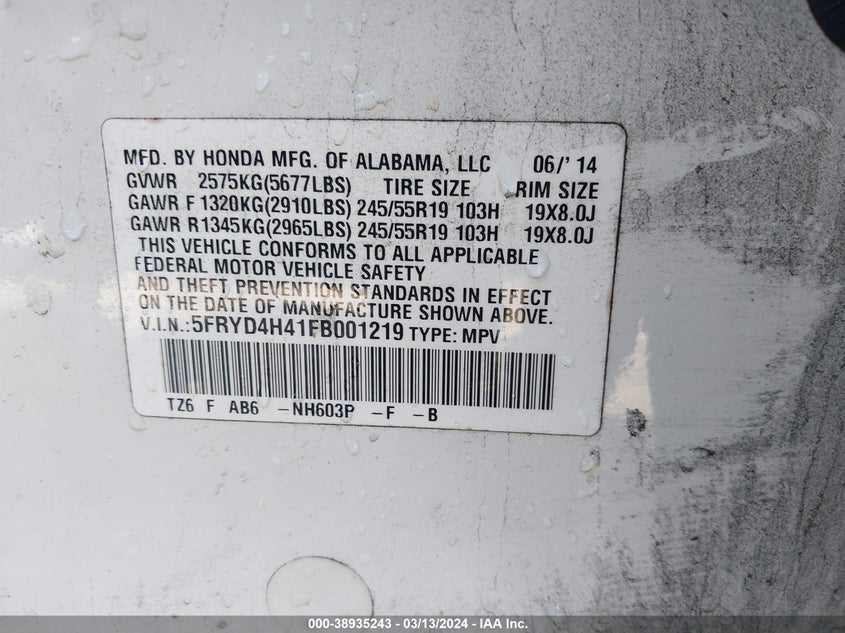 MFD. BY HONDA MFG. OF ALABAMA, LLC 06/' 14
GVWR 2575KG(5677LBS) TIRE SIZE RIM SIZE
GAWR F 1320KG(2910LBS) 245/55R19 103H 19X8.0J
GAWR R1345KG(2965LBS) 245/55R19 103H 19X8.0J
THIS VEHICLE CONFORMS TO ALL APPLICABLE
FEDERAL MOTOR VEHICLE SAFETY
AND THEFT PREVENTION STANDARDS IN EFFECT
ON THE DATE OF MANUFACTURE SHOWN ABOVE.
V.I.N.: 5FRYD4H41FB001219 TYPE: MPV
TZ6 F AB6 -NH603P -F -B
000-38935243 - 03/13/2024 - IAA Inc.